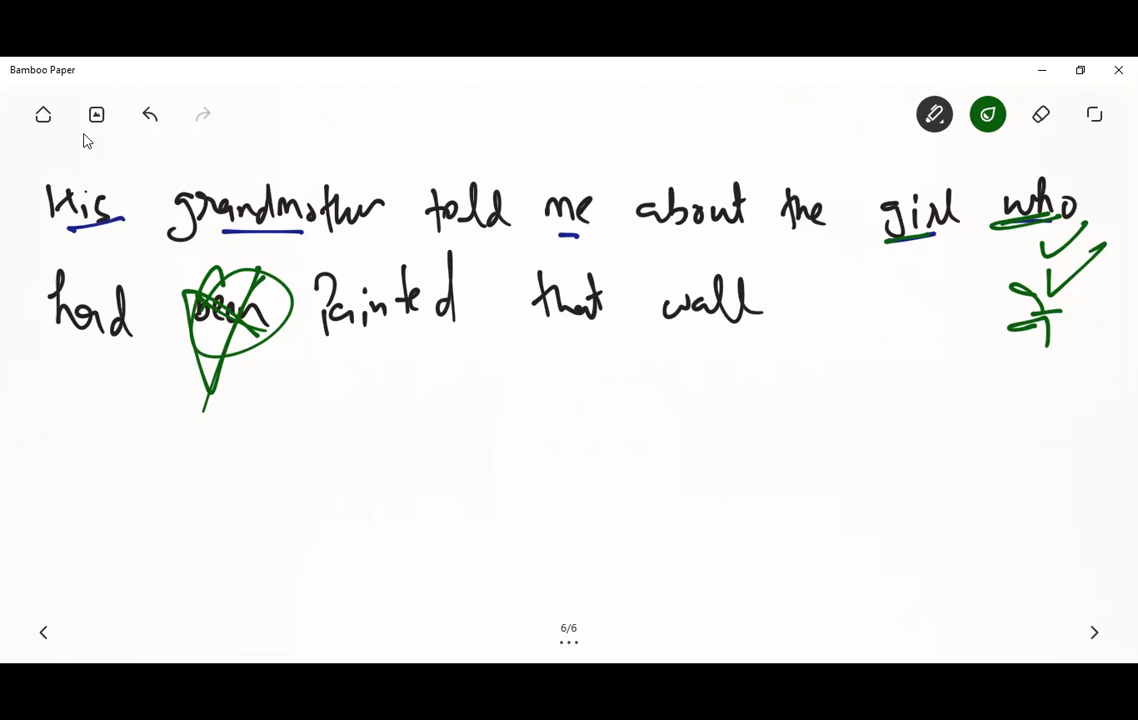 Bamboo Paper
His grandmother told me about the girl who
had been Painted that wall
6/6